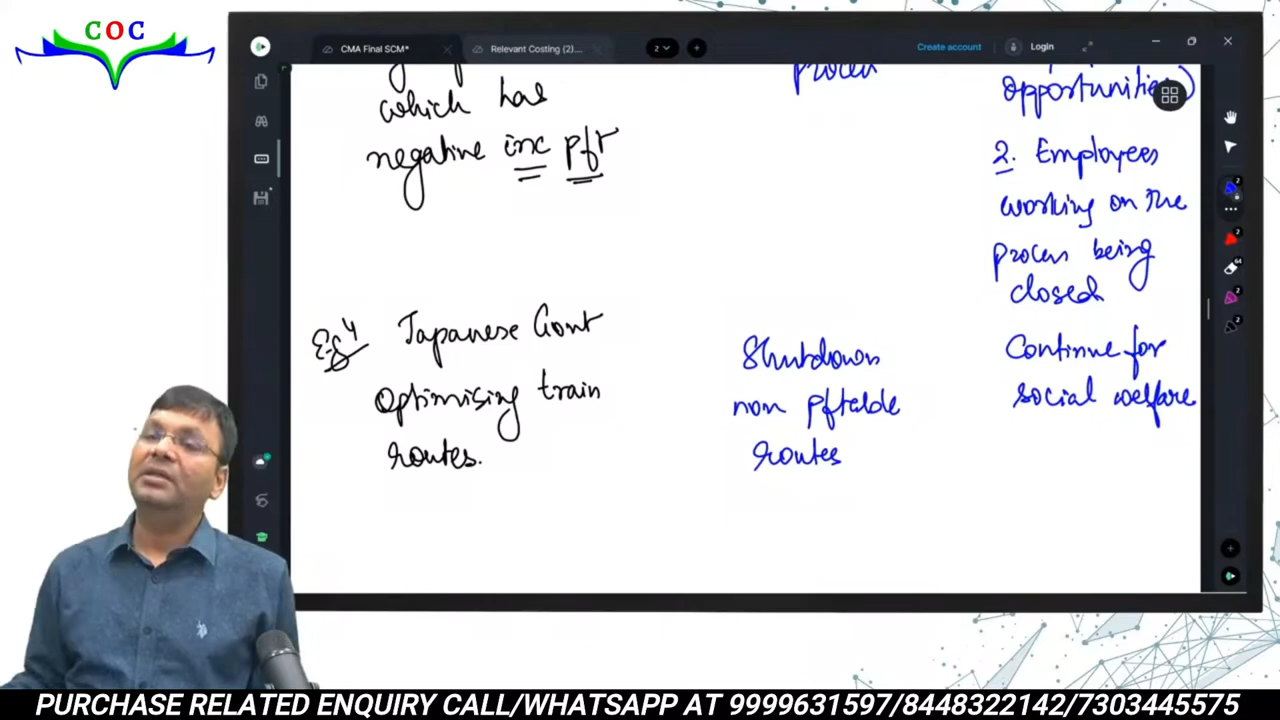 COC
CMA Final SCM*
Relevant Costing (2)....
2
Create account
Login
which has
negative inc pft
process
opportunities)
2. Employees
working on the
process being
closed
Eg 4 Japanese Govt
optimising train
routes.
Shutdown
non pftable
routes
Continue for
social welfare
PURCHASE RELATED ENQUIRY CALL/WHATSAPP AT 9999631597/8448322142/7303445575